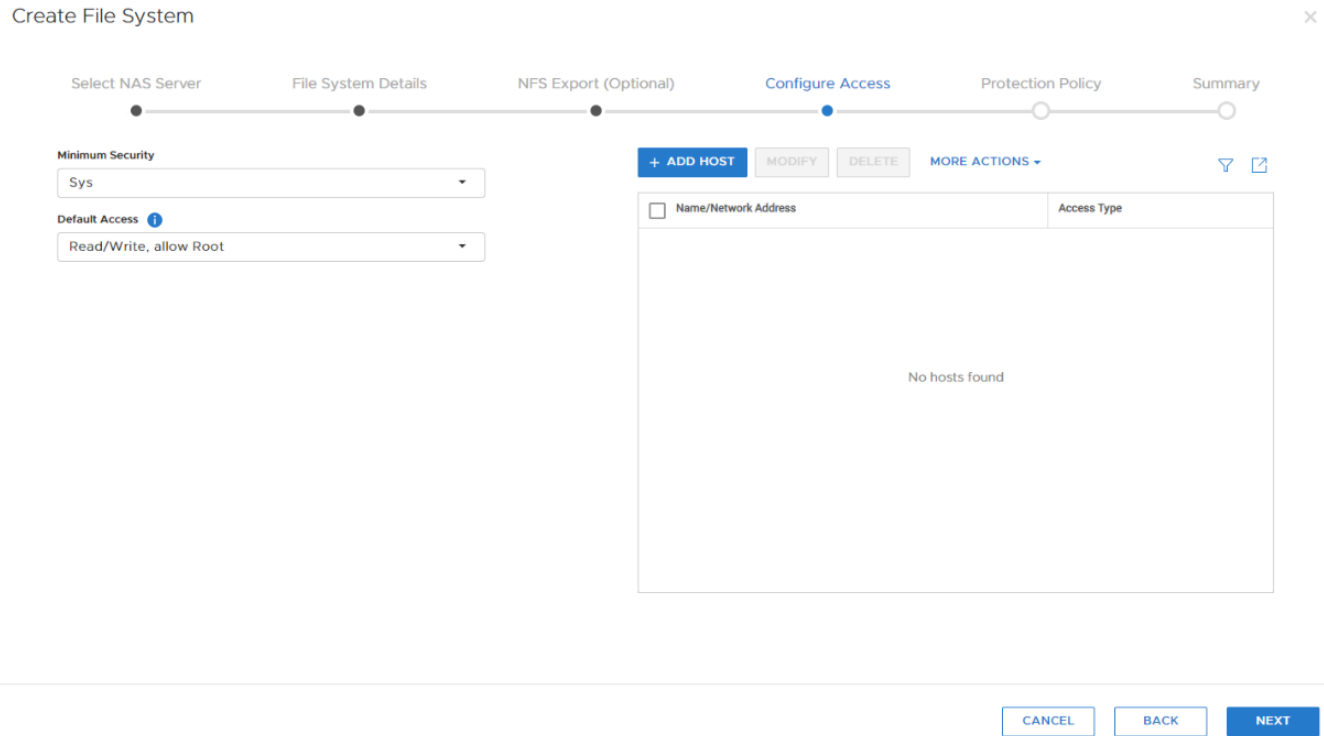 Create File System
Select NAS Server
File System Details
NFS Export (Optional)
Configure Access
Protection Policy
Summary
Minimum Security
Sys
Default Access
Read/Write, allow Root
+ ADD HOST
MODIFY
DELETE
MORE ACTIONS
Name/Network Address
Access Type
No hosts found
CANCEL
BACK
NEXT